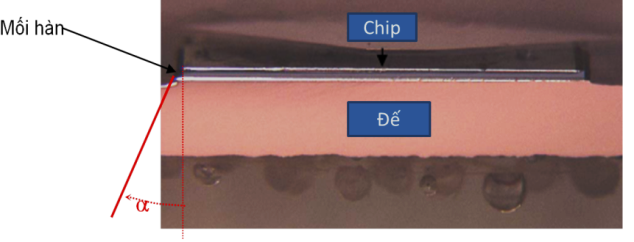 Chip
Mối hàn
Đế
α